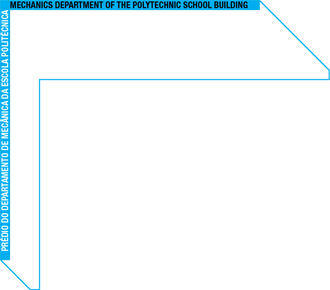 MECHANICS DEPARTMENT OF THE POLYTECHNIC SCHOOL BUILDING
PRÉDIO DO DEPARTAMENTO DE MECÂNICA DA ESCOLA POLITÉCNICA